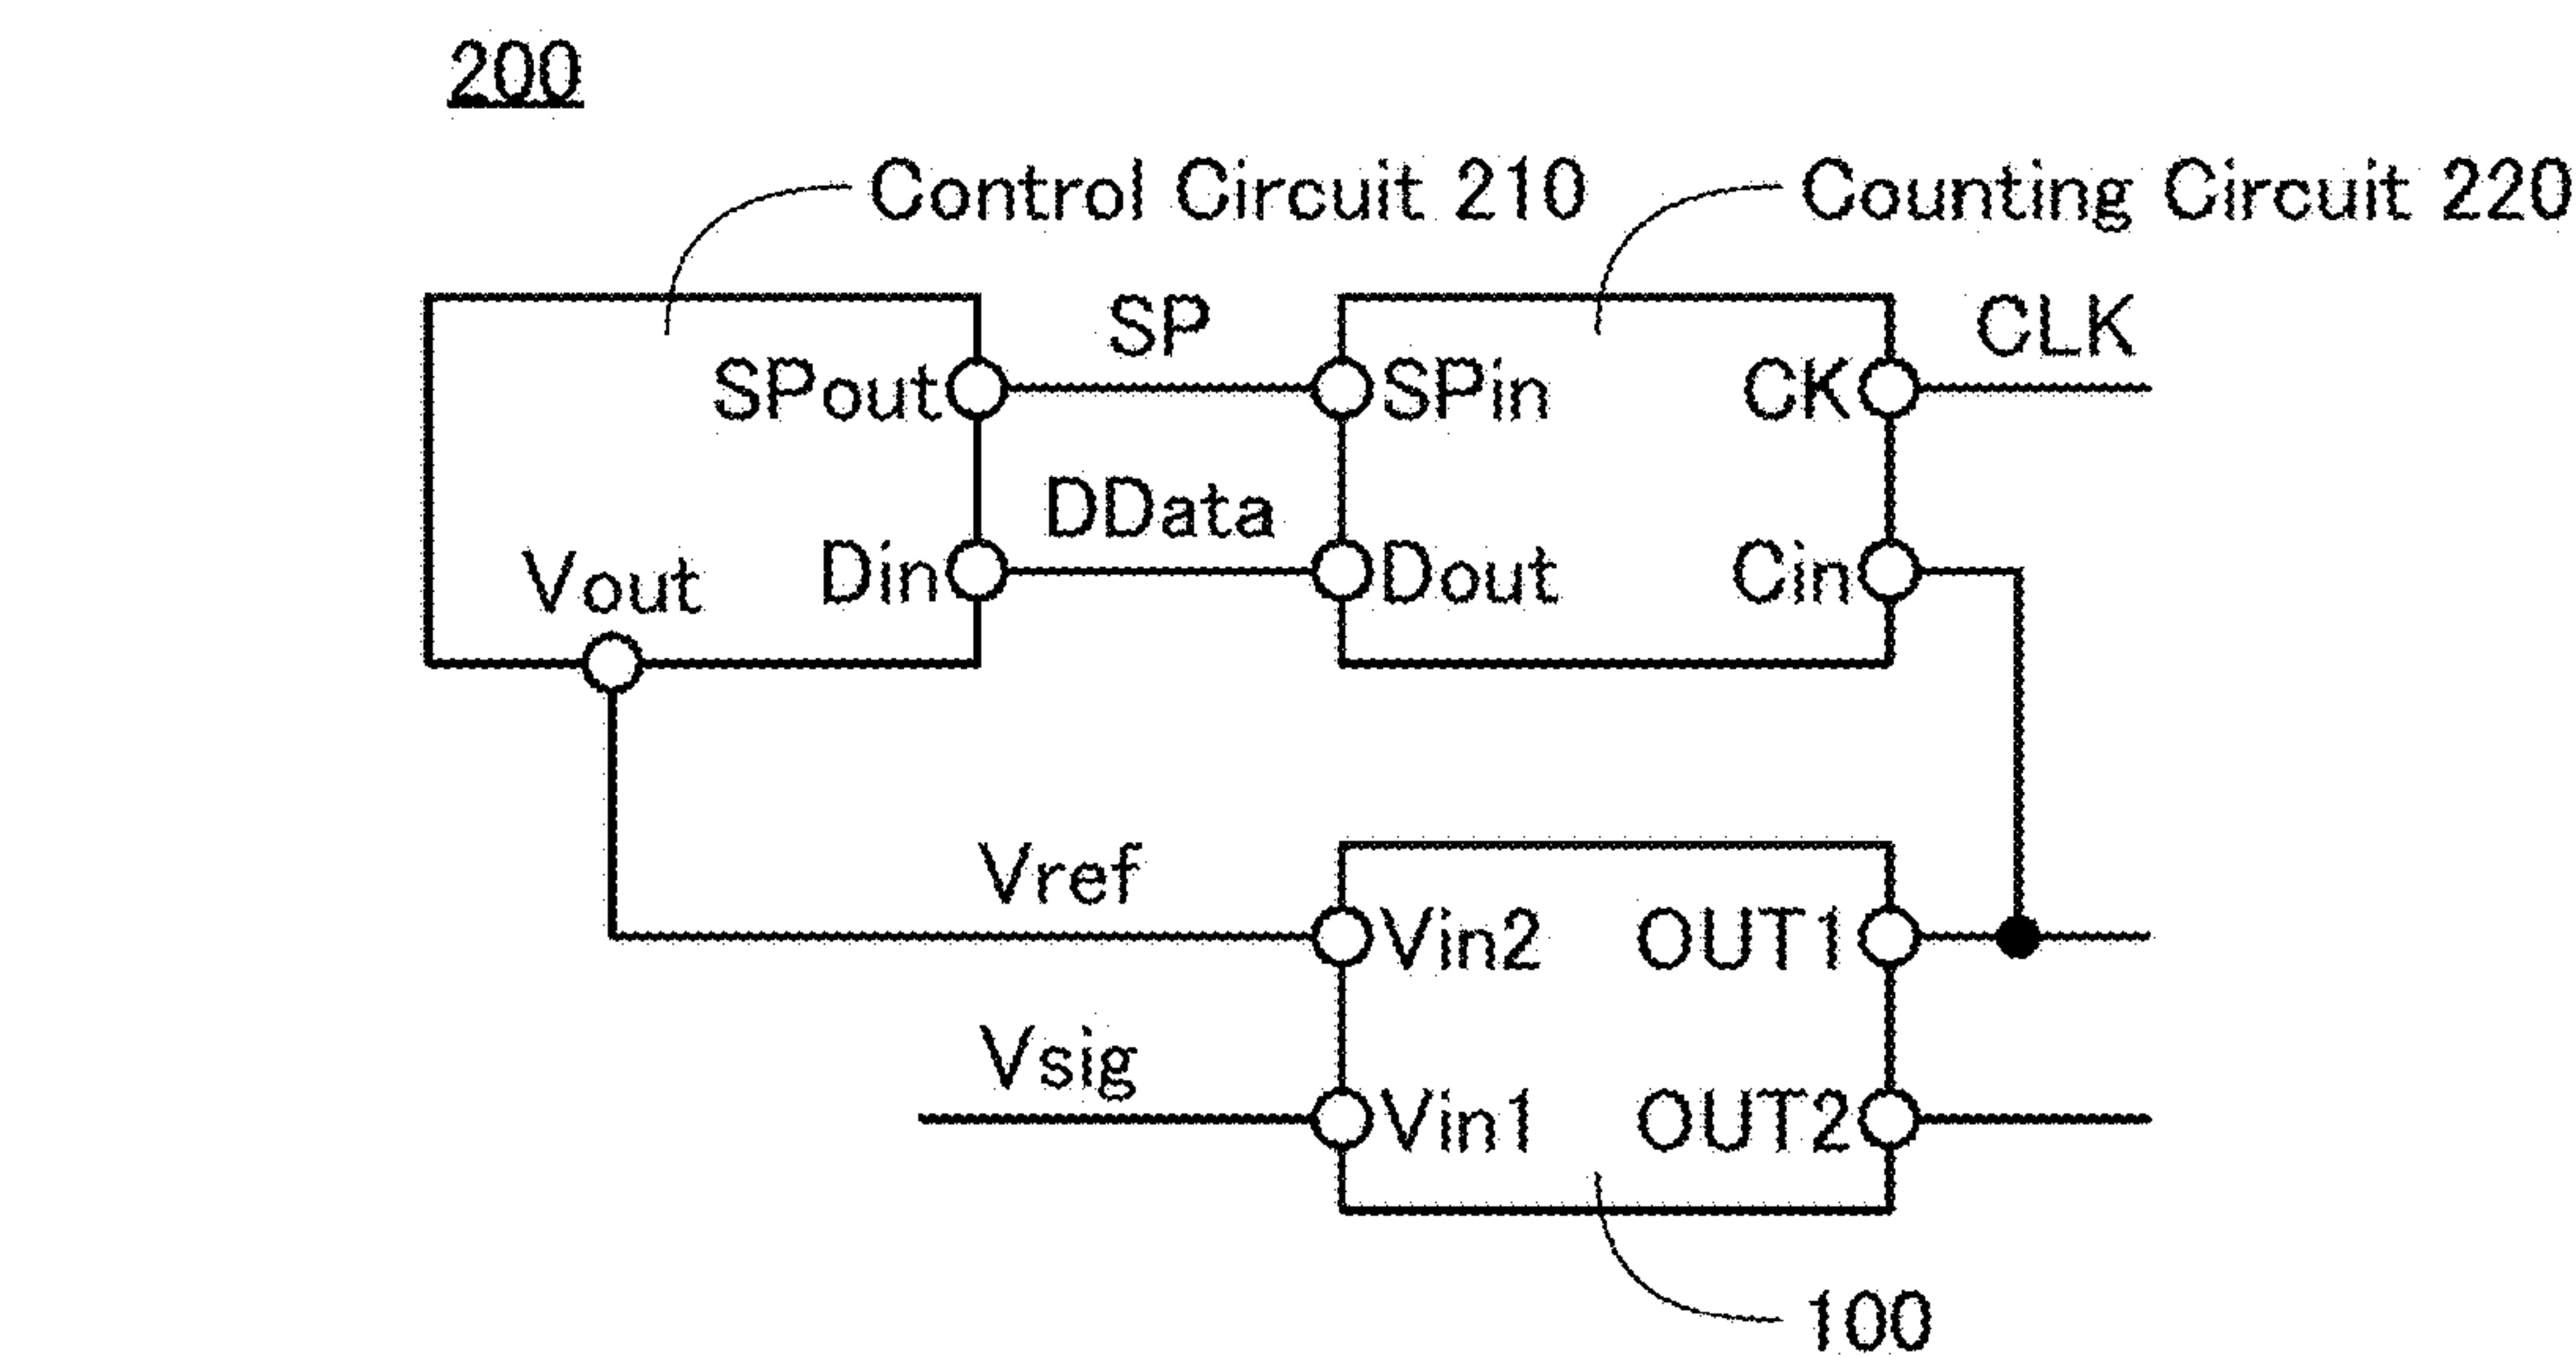 200
Control Circuit 210
Counting Circuit 220
SP
CLK
SPout
SPin
CK
DData
Vout
Din
Dout
Cin
Vref
Vin2
OUT1
Vsig
Vin1
OUT2
100